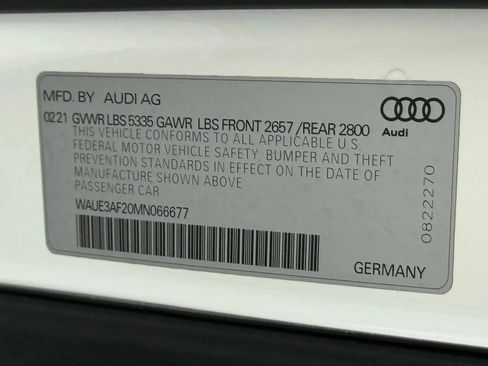 MFD. BY AUDI AG
0221 GVWR LBS 5335 GAWR LBS FRONT 2657 /REAR 2800
THIS VEHICLE CONFORMS TO ALL APPLICABLE U.S.
FEDERAL MOTOR VEHICLE SAFETY, BUMPER AND THEFT
PREVENTION STANDARDS IN EFFECT ON THE DATE OF
MANUFACTURE SHOWN ABOVE
PASSENGER CAR
WAUE3AF20MN066677
GERMANY
Audi
0822270